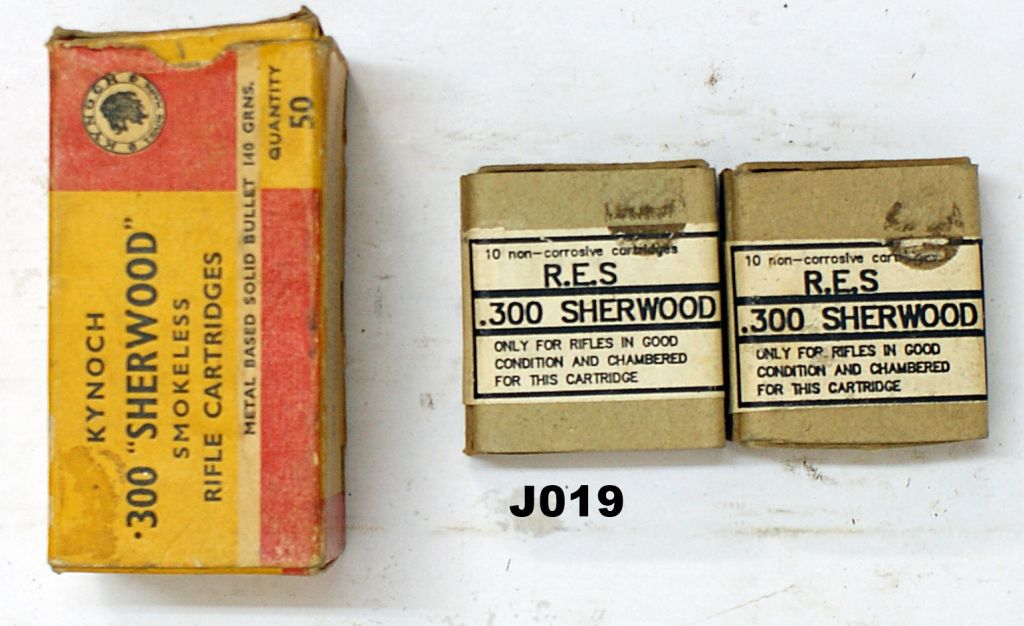 KYNOCH
KYNOCH
·300 "SHERWOOD"
SMOKELESS
RIFLE CARTRIDGES
METAL BASED SOLID BULLET 140 GRNS.
QUANTITY
50
10 non-corrosive cartridges
R.E.S
.300 SHERWOOD
ONLY FOR RIFLES IN GOOD
CONDITION AND CHAMBERED
FOR THIS CARTRIDGE
10 non-corrosive
R.E.S
.300 SHERWOOD
ONLY FOR RIFLES IN GOOD
CONDITION AND CHAMBERED
FOR THIS CARTRIDGE
J019